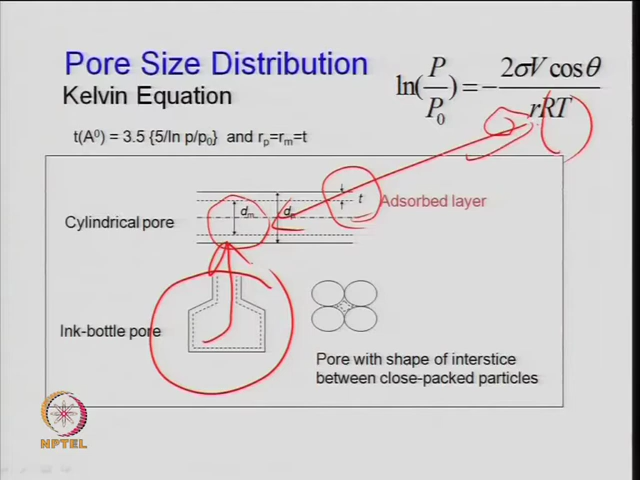 Pore Size Distribution
Kelvin Equation
ln(P/P₀) = - 2σV cosθ / rRT
t(A⁰) = 3.5 {5/ln p/p₀} and rₚ=rₘ=t
Cylindrical pore
dₘ
dₚ
t
Adsorbed layer
Ink-bottle pore
Pore with shape of interstice
between close-packed particles
NPTEL